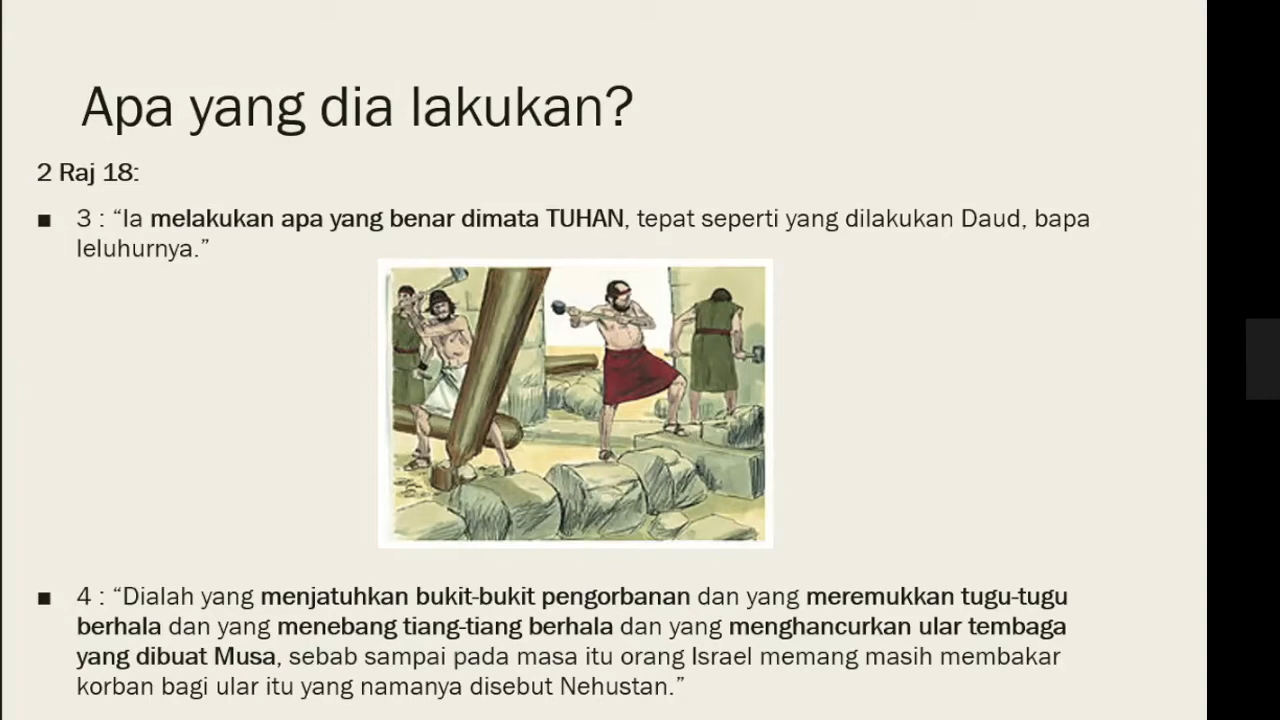 Apa yang dia lakukan?
2 Raj 18:
■ 3 : “Ia melakukan apa yang benar dimata TUHAN, tepat seperti yang dilakukan Daud, bapa
leluhurnya.”
■ 4 : “Dialah yang menjatuhkan bukit-bukit pengorbanan dan yang meremukkan tugu-tugu
berhala dan yang menebang tiang-tiang berhala dan yang menghancurkan ular tembaga
yang dibuat Musa, sebab sampai pada masa itu orang Israel memang masih membakar
korban bagi ular itu yang namanya disebut Nehustan.”